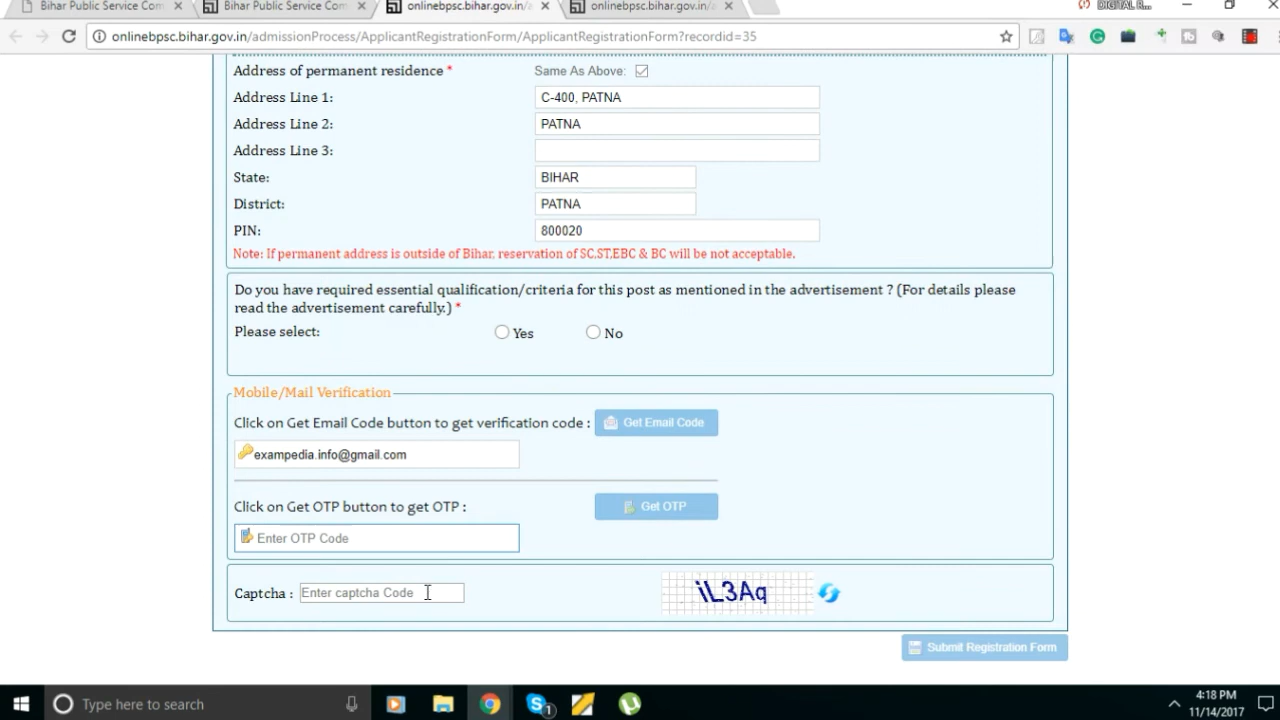 Bihar Public Service Com
Bihar Public Service Com
onlinebpsc.bihar.gov.in/
onlinebpsc.bihar.gov.in/a
DIGITAL R...
onlinebpsc.bihar.gov.in/admissionProcess/ApplicantRegistrationForm/ApplicantRegistrationForm?recordid=35
Address of permanent residence * Same As Above:
Address Line 1: C-400, PATNA
Address Line 2: PATNA
Address Line 3:
State: BIHAR
District: PATNA
PIN: 800020
Note: If permanent address is outside of Bihar, reservation of SC,ST,EBC & BC will be not acceptable.
Do you have required essential qualification/criteria for this post as mentioned in the advertisement ? (For details please
read the advertisement carefully.) *
Please select: Yes No
Mobile/Mail Verification
Click on Get Email Code button to get verification code : Get Email Code
exampedia.info@gmail.com
Click on Get OTP button to get OTP : Get OTP
Enter OTP Code
Captcha : Enter captcha Code iL3Aq
Submit Registration Form
Type here to search
1
4:18 PM
11/14/2017